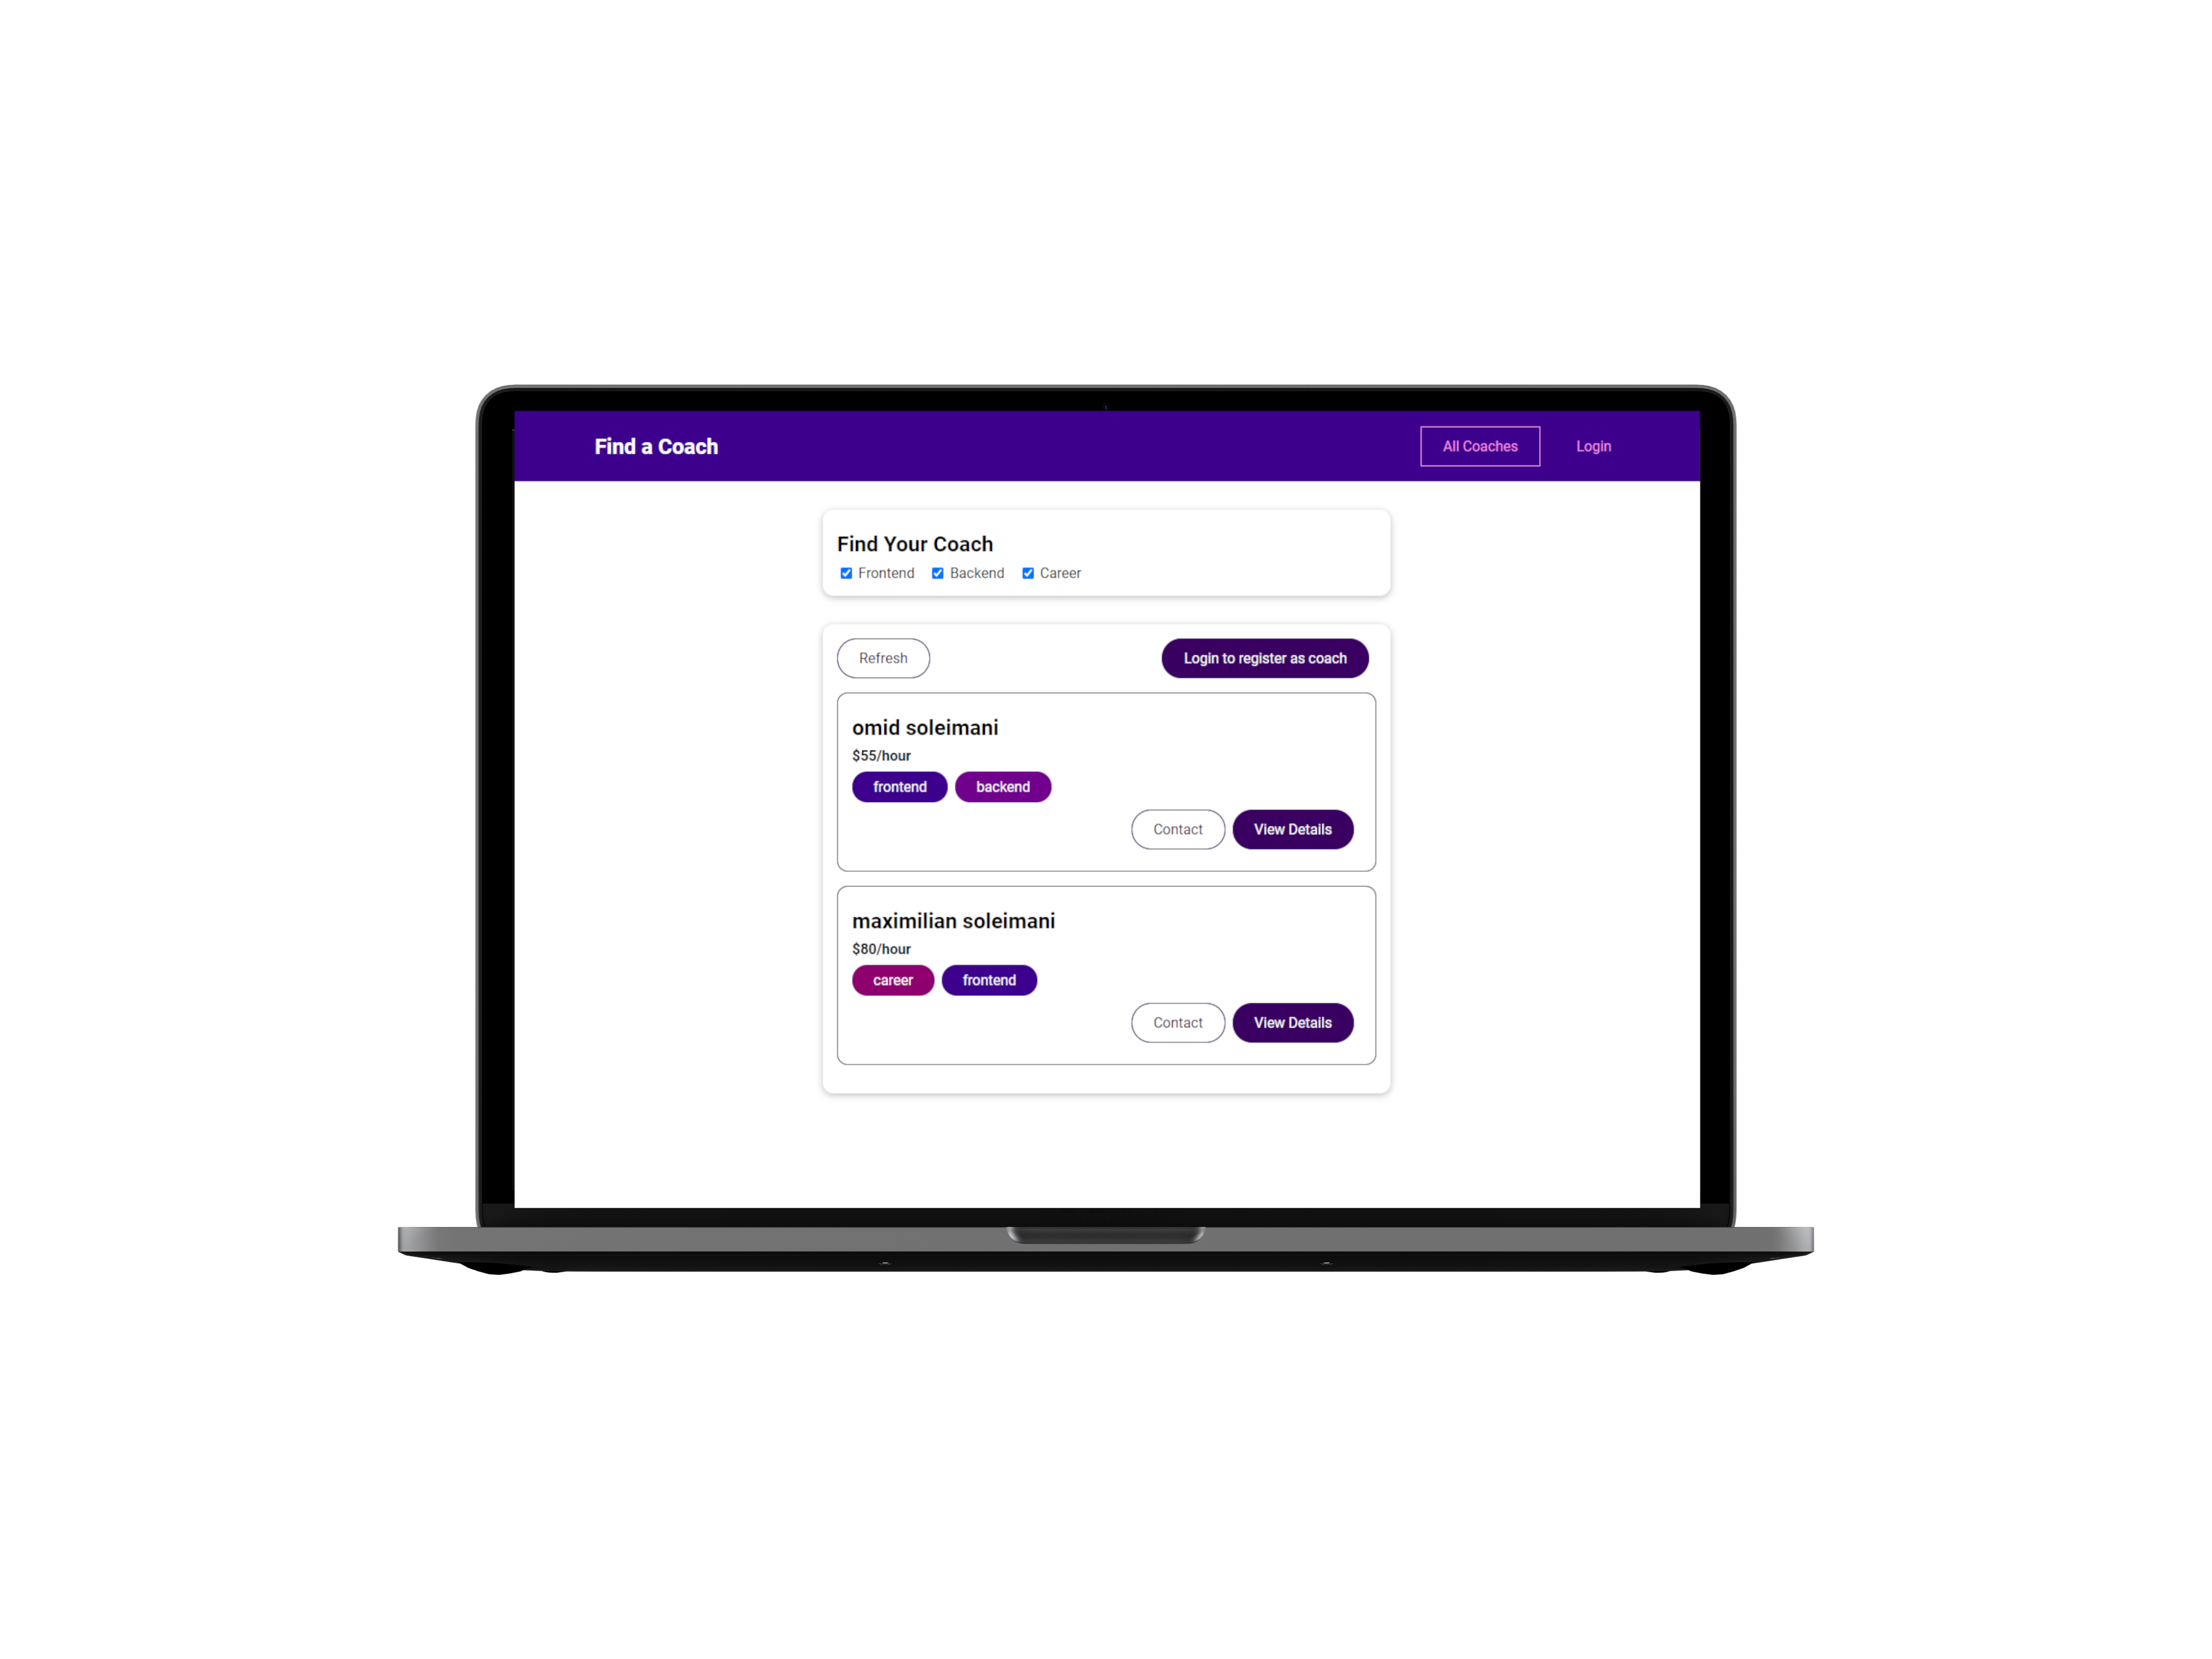 Find a Coach All Coaches Login
Find Your Coach
Frontend Backend Career
Refresh Login to register as coach
omid soleimani
$55/hour
frontend backend
Contact View Details
maximilian soleimani
$80/hour
career frontend
Contact View Details